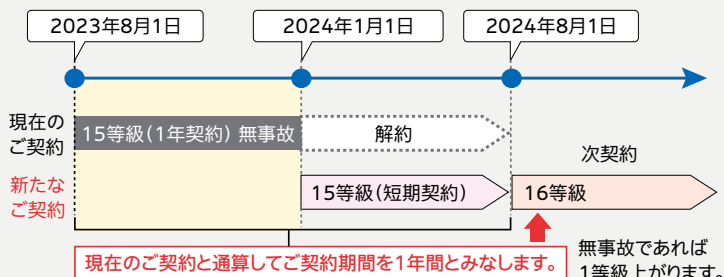 2023年8月1日
2024年1月1日
2024年8月1日
現在の
ご契約
15等級(1年契約) 無事故
解約
次契約
新たな
ご契約
15等級(短期契約)
16等級
現在のご契約と通算してご契約期間を1年間とみなします。
無事故であれば
1等級上がります。